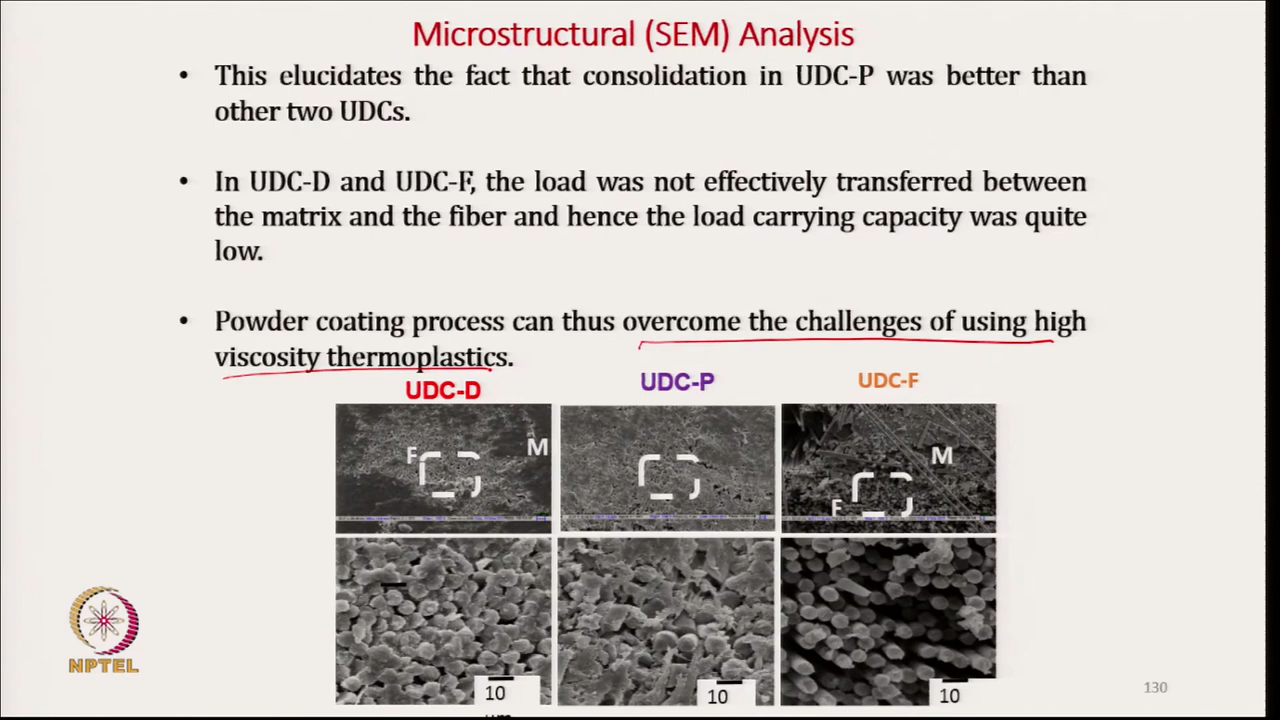 Microstructural (SEM) Analysis
• This elucidates the fact that consolidation in UDC-P was better than
other two UDCs.
• In UDC-D and UDC-F, the load was not effectively transferred between
the matrix and the fiber and hence the load carrying capacity was quite
low.
• Powder coating process can thus overcome the challenges of using high
viscosity thermoplastics.
UDC-D UDC-P UDC-F
F M M
F
10 10 10
NPTEL
130